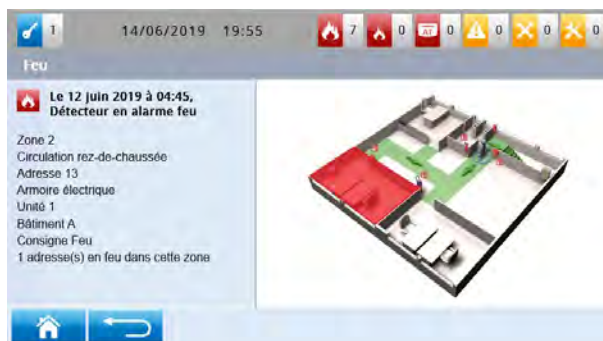 1 14/06/2019 19:55 7 0 AT 0 0 0 0
Feu
Le 12 juin 2019 à 04:45,
Détecteur en alarme feu
Zone 2
Circulation rez-de-chaussée
Adresse 13
Armoire électrique
Unité 1
Bâtiment A
Consigne Feu
1 adresse(s) en feu dans cette zone